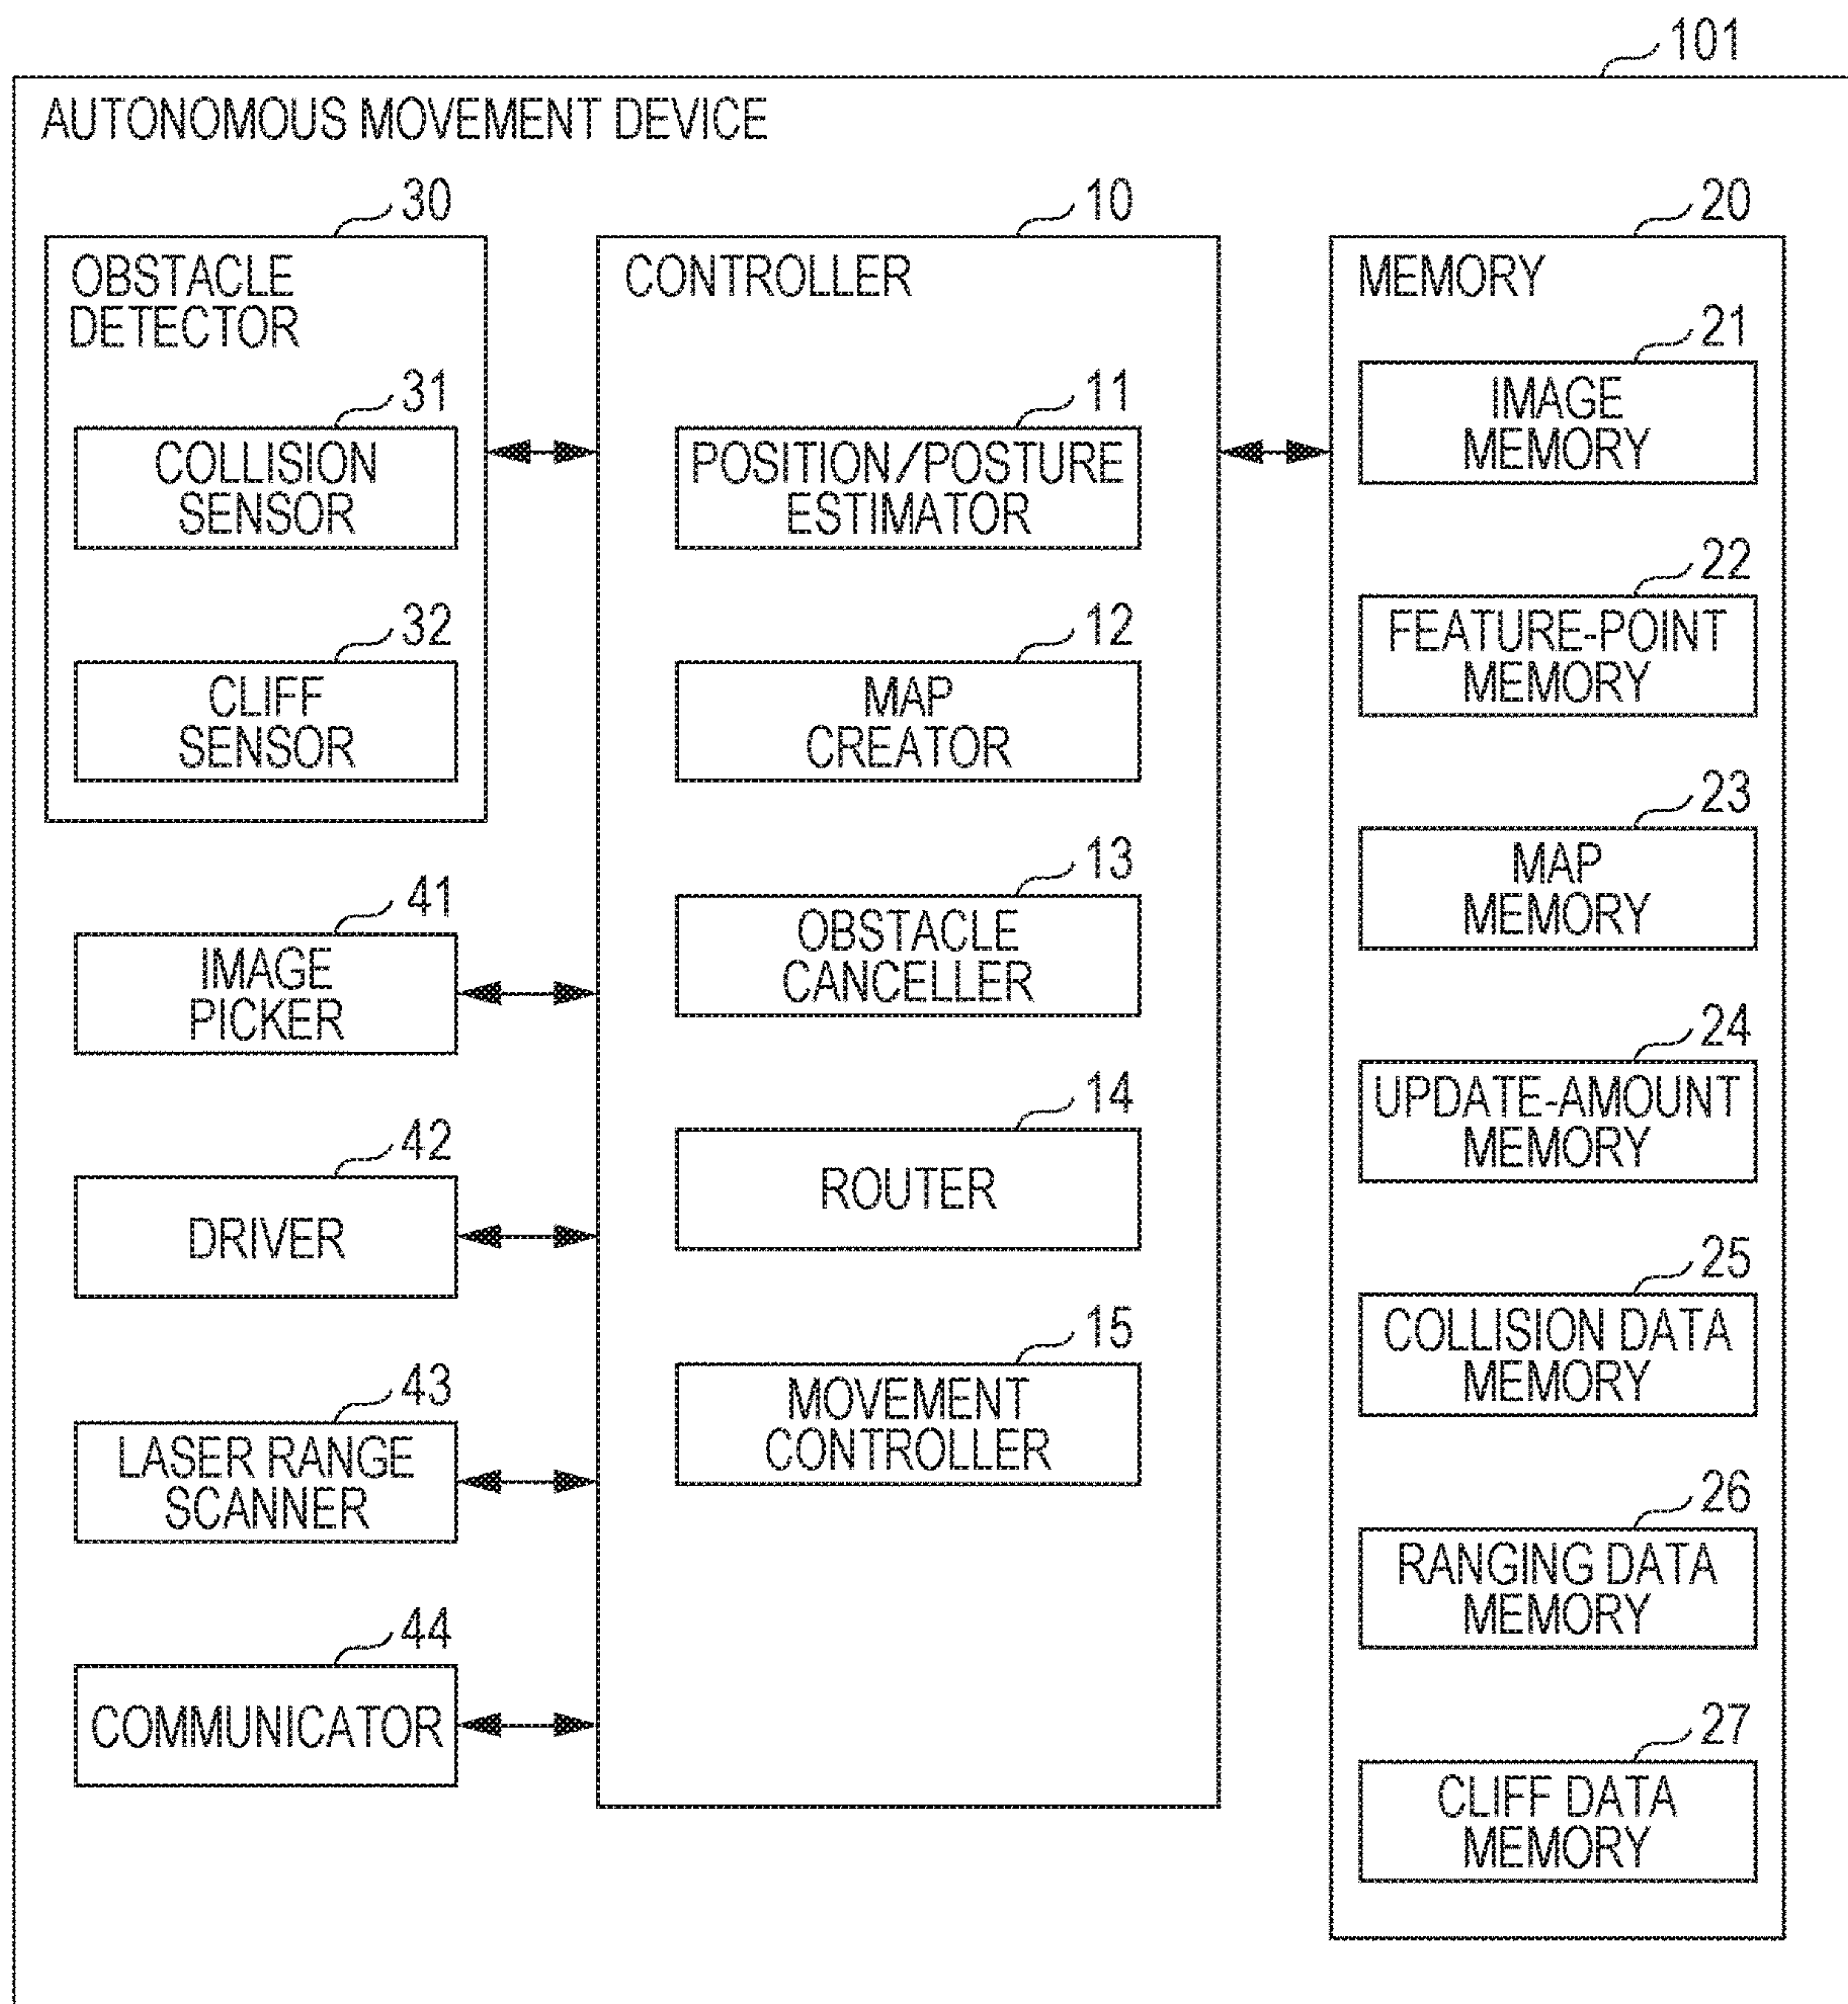 101
AUTONOMOUS MOVEMENT DEVICE
30
OBSTACLE
DETECTOR
31
COLLISION
SENSOR
32
CLIFF
SENSOR
41
IMAGE
PICKER
42
DRIVER
43
LASER RANGE
SCANNER
44
COMMUNICATOR
10
CONTROLLER
11
POSITION/POSTURE
ESTIMATOR
12
MAP
CREATOR
13
OBSTACLE
CANCELLER
14
ROUTER
15
MOVEMENT
CONTROLLER
20
MEMORY
21
IMAGE
MEMORY
22
FEATURE-POINT
MEMORY
23
MAP
MEMORY
24
UPDATE-AMOUNT
MEMORY
25
COLLISION DATA
MEMORY
26
RANGING DATA
MEMORY
27
CLIFF DATA
MEMORY